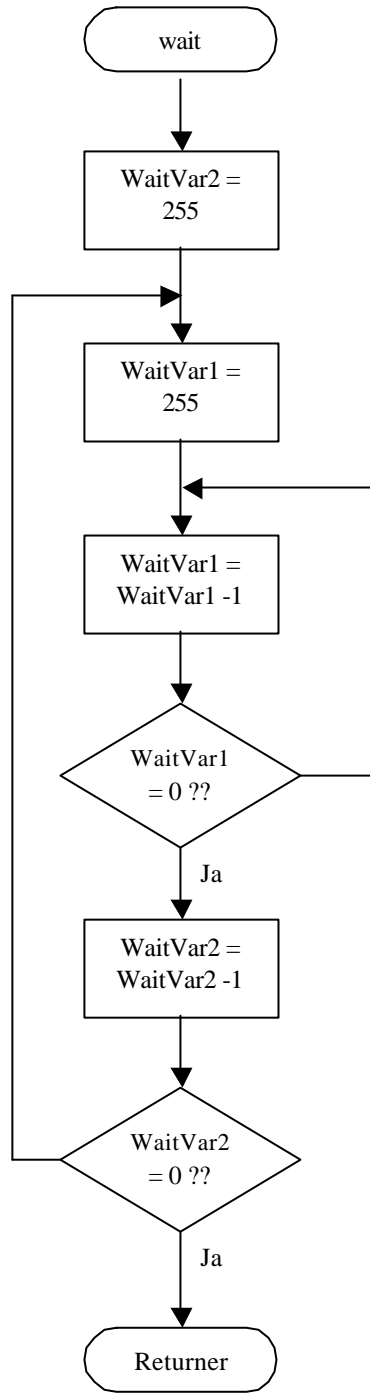 wait
WaitVar2 =
255
WaitVar1 =
255
WaitVar1 =
WaitVar1 -1
WaitVar1
= 0 ??
Ja
WaitVar2 =
WaitVar2 -1
WaitVar2
= 0 ??
Ja
Returner